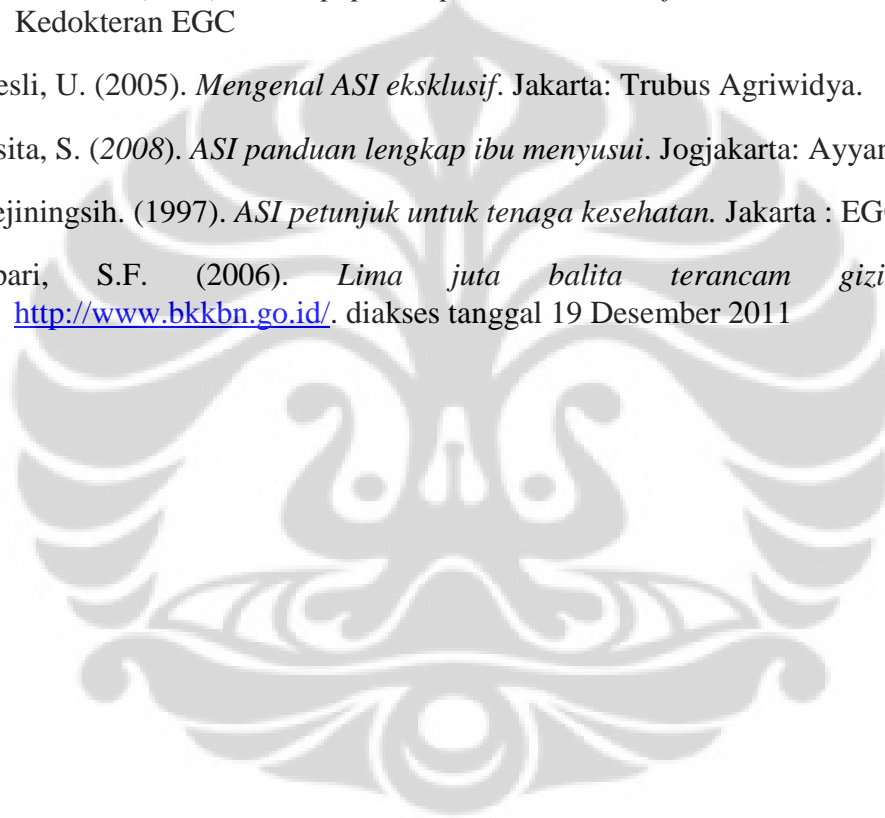 Kedokteran EGC
esli, U. (2005). Mengenal ASI eksklusif. Jakarta: Trubus Agriwidya.
sita, S. (2008). ASI panduan lengkap ibu menyusui. Jogjakarta: Ayyan
ejiningsih. (1997). ASI petunjuk untuk tenaga kesehatan. Jakarta : EG
pari, S.F. (2006). Lima juta balita terancam gizi
http://www.bkkbn.go.id/. diakses tanggal 19 Desember 2011